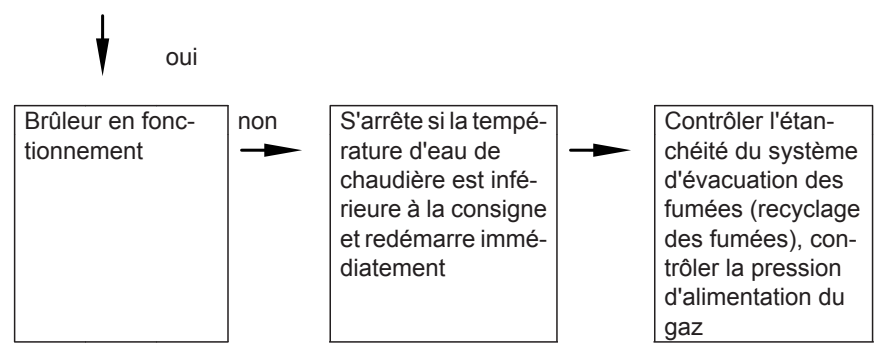 oui
Brûleur en fonc-
tionnement
non
S'arrête si la tempé-
rature d'eau de
chaudière est infé-
rieure à la consigne
et redémarre immé-
diatement
Contrôler l'étan-
chéité du système
d'évacuation des
fumées (recyclage
des fumées), con-
trôler la pression
d'alimentation du
gaz